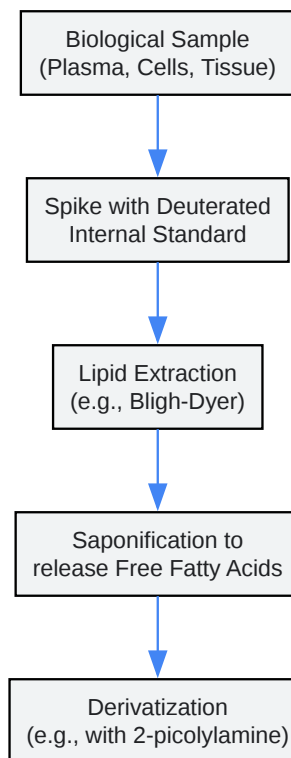 Biological Sample
(Plasma, Cells, Tissue)
Spike with Deuterated
Internal Standard
Lipid Extraction
(e.g., Bligh-Dyer)
Saponification to
release Free Fatty Acids
Derivatization
(e.g., with 2-picolylamine)